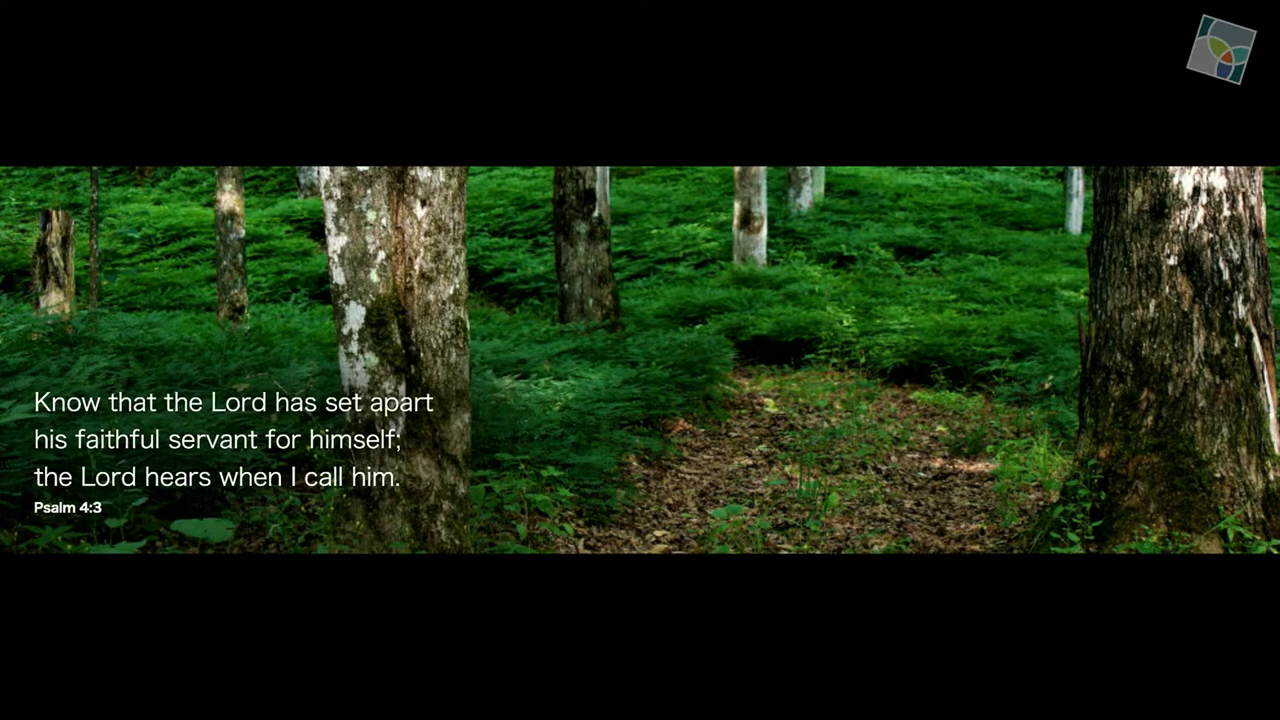 Know that the Lord has set apart
his faithful servant for himself;
the Lord hears when I call him.
Psalm 4:3